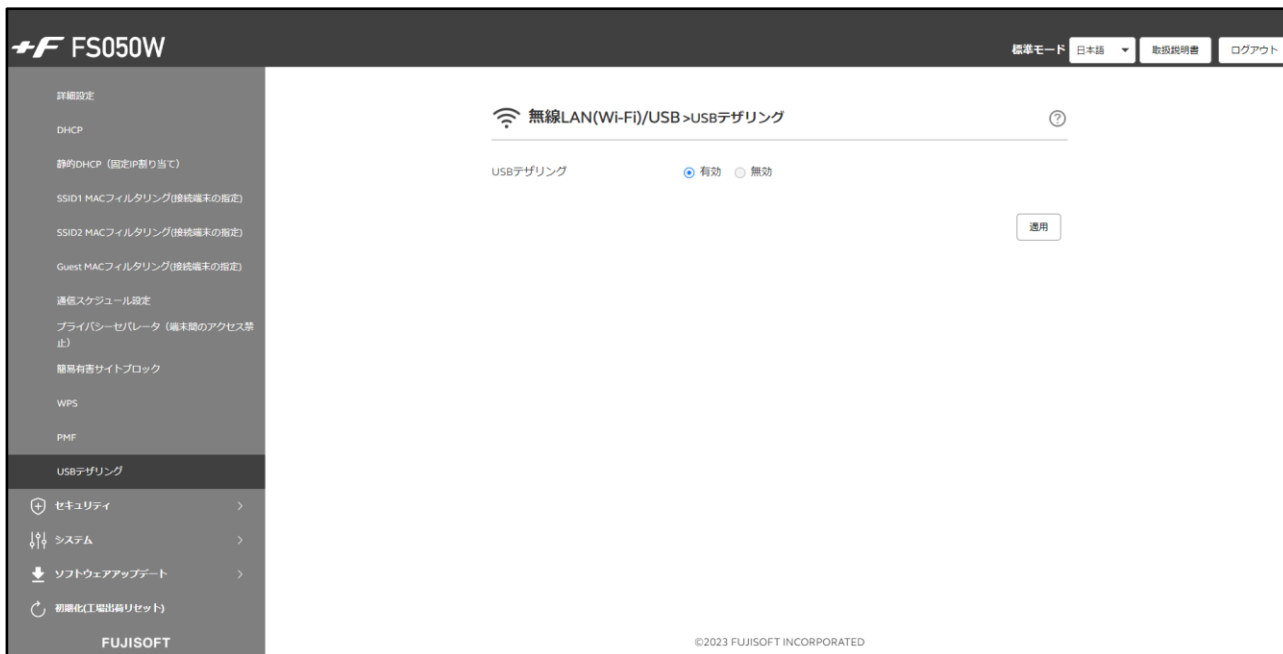 +F FS050W
標準モード 日本語 取扱説明書 ログアウト
詳細設定
DHCP
静的DHCP（固定IP割り当て）
SSID1 MACフィルタリング(接続端末の指定)
SSID2 MACフィルタリング(接続端末の指定)
Guest MACフィルタリング(接続端末の指定)
通信スケジュール設定
プライバシーセパレータ（端末間のアクセス禁
止）
簡易有害サイトブロック
WPS
PMF
USBテザリング
セキュリティ
システム
ソフトウェアアップデート
初期化(工場出荷リセット)
FUJISOFT
無線LAN(Wi-Fi)/USB >USBテザリング
USBテザリング 有効 無効
適用
©2023 FUJISOFT INCORPORATED